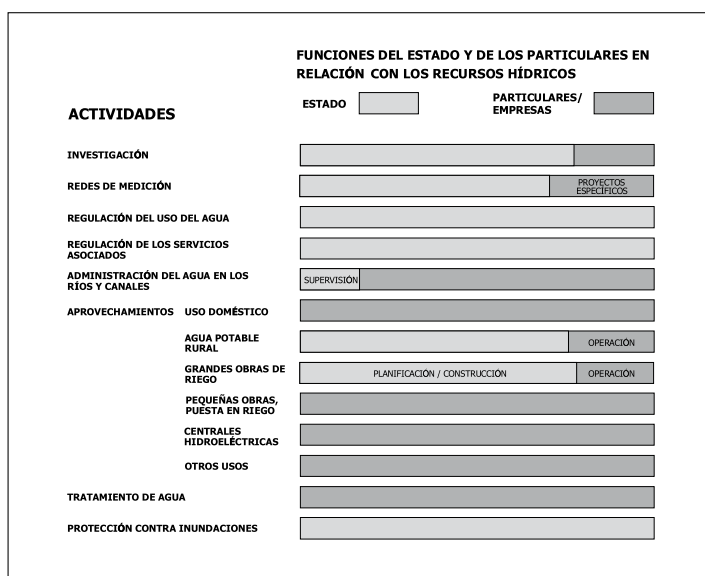 FUNCIONES DEL ESTADO Y DE LOS PARTICULARES EN
RELACIÓN CON LOS RECURSOS HÍDRICOS
ACTIVIDADES
ESTADO
PARTICULARES/
EMPRESAS
INVESTIGACIÓN
REDES DE MEDICIÓN
PROYECTOS
ESPECÍFICOS
REGULACIÓN DEL USO DEL AGUA
REGULACIÓN DE LOS SERVICIOS
ASOCIADOS
ADMINISTRACIÓN DEL AGUA EN LOS
RÍOS Y CANALES
SUPERVISIÓN
APROVECHAMIENTOS USO DOMÉSTICO
AGUA POTABLE
RURAL
OPERACIÓN
GRANDES OBRAS DE
RIEGO
PLANIFICACIÓN / CONSTRUCCIÓN
OPERACIÓN
PEQUEÑAS OBRAS,
PUESTA EN RIEGO
CENTRALES
HIDROELÉCTRICAS
OTROS USOS
TRATAMIENTO DE AGUA
PROTECCIÓN CONTRA INUNDACIONES